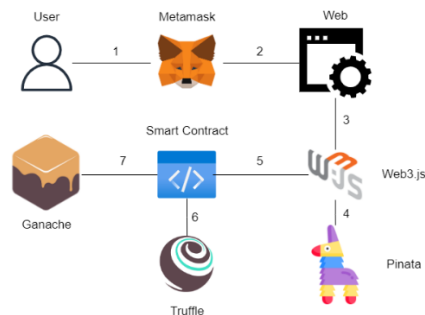 User
Metamask
Web
1
2
3
Smart Contract
7
5
Web3.js
Ganache
6
4
Pinata
Truffle